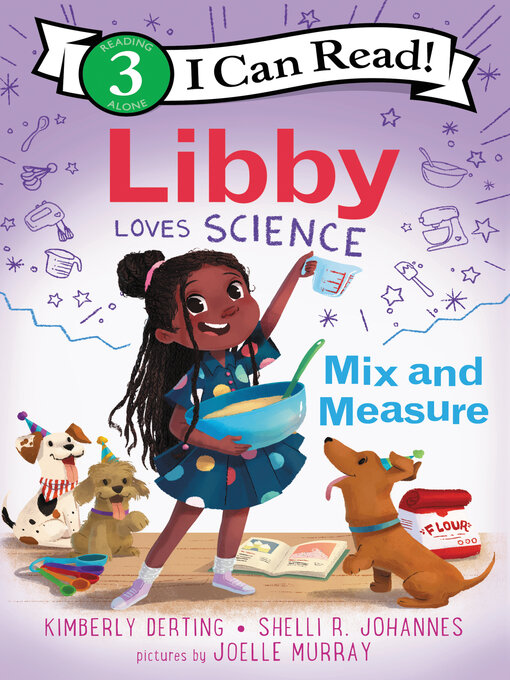 READING
3
ALONE
I Can Read!
Libby
LOVES SCIENCE
Mix and
Measure
FLOUR
KIMBERLY DERTING • SHELLI R. JOHANNES
pictures by JOELLE MURRAY